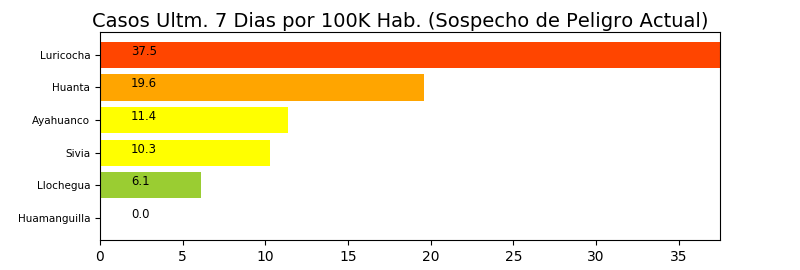 Casos Ultm. 7 Dias por 100K Hab. (Sospecho de Peligro Actual)
Luricocha 37.5
Huanta 19.6
Ayahuanco 11.4
Sivia 10.3
Llochegua 6.1
Huamanguilla 0.0
0 5 10 15 20 25 30 35